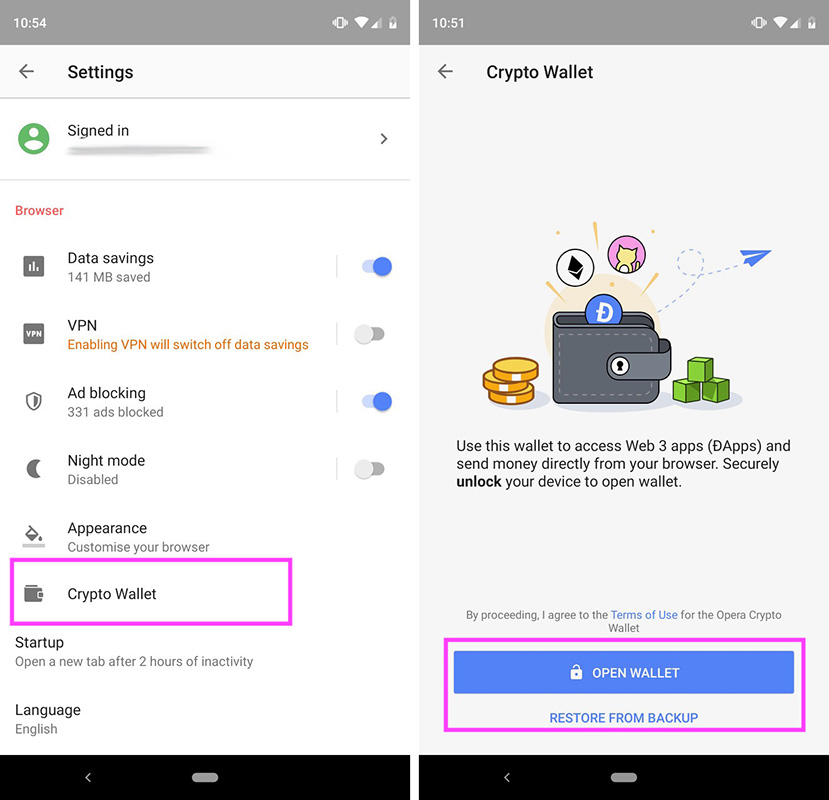 10:54
Settings
Signed in
Browser
Data savings
141 MB saved
VPN
VPN
Enabling VPN will switch off data savings
Ad blocking
331 ads blocked
Night mode
Disabled
Appearance
Customise your browser
Crypto Wallet
Startup
Open a new tab after 2 hours of inactivity
Language
English
10:51
Crypto Wallet
Ð
Use this wallet to access Web 3 apps (ÐApps) and
send money directly from your browser. Securely
unlock your device to open wallet.
By proceeding, I agree to the Terms of Use for the Opera Crypto
Wallet
OPEN WALLET
RESTORE FROM BACKUP